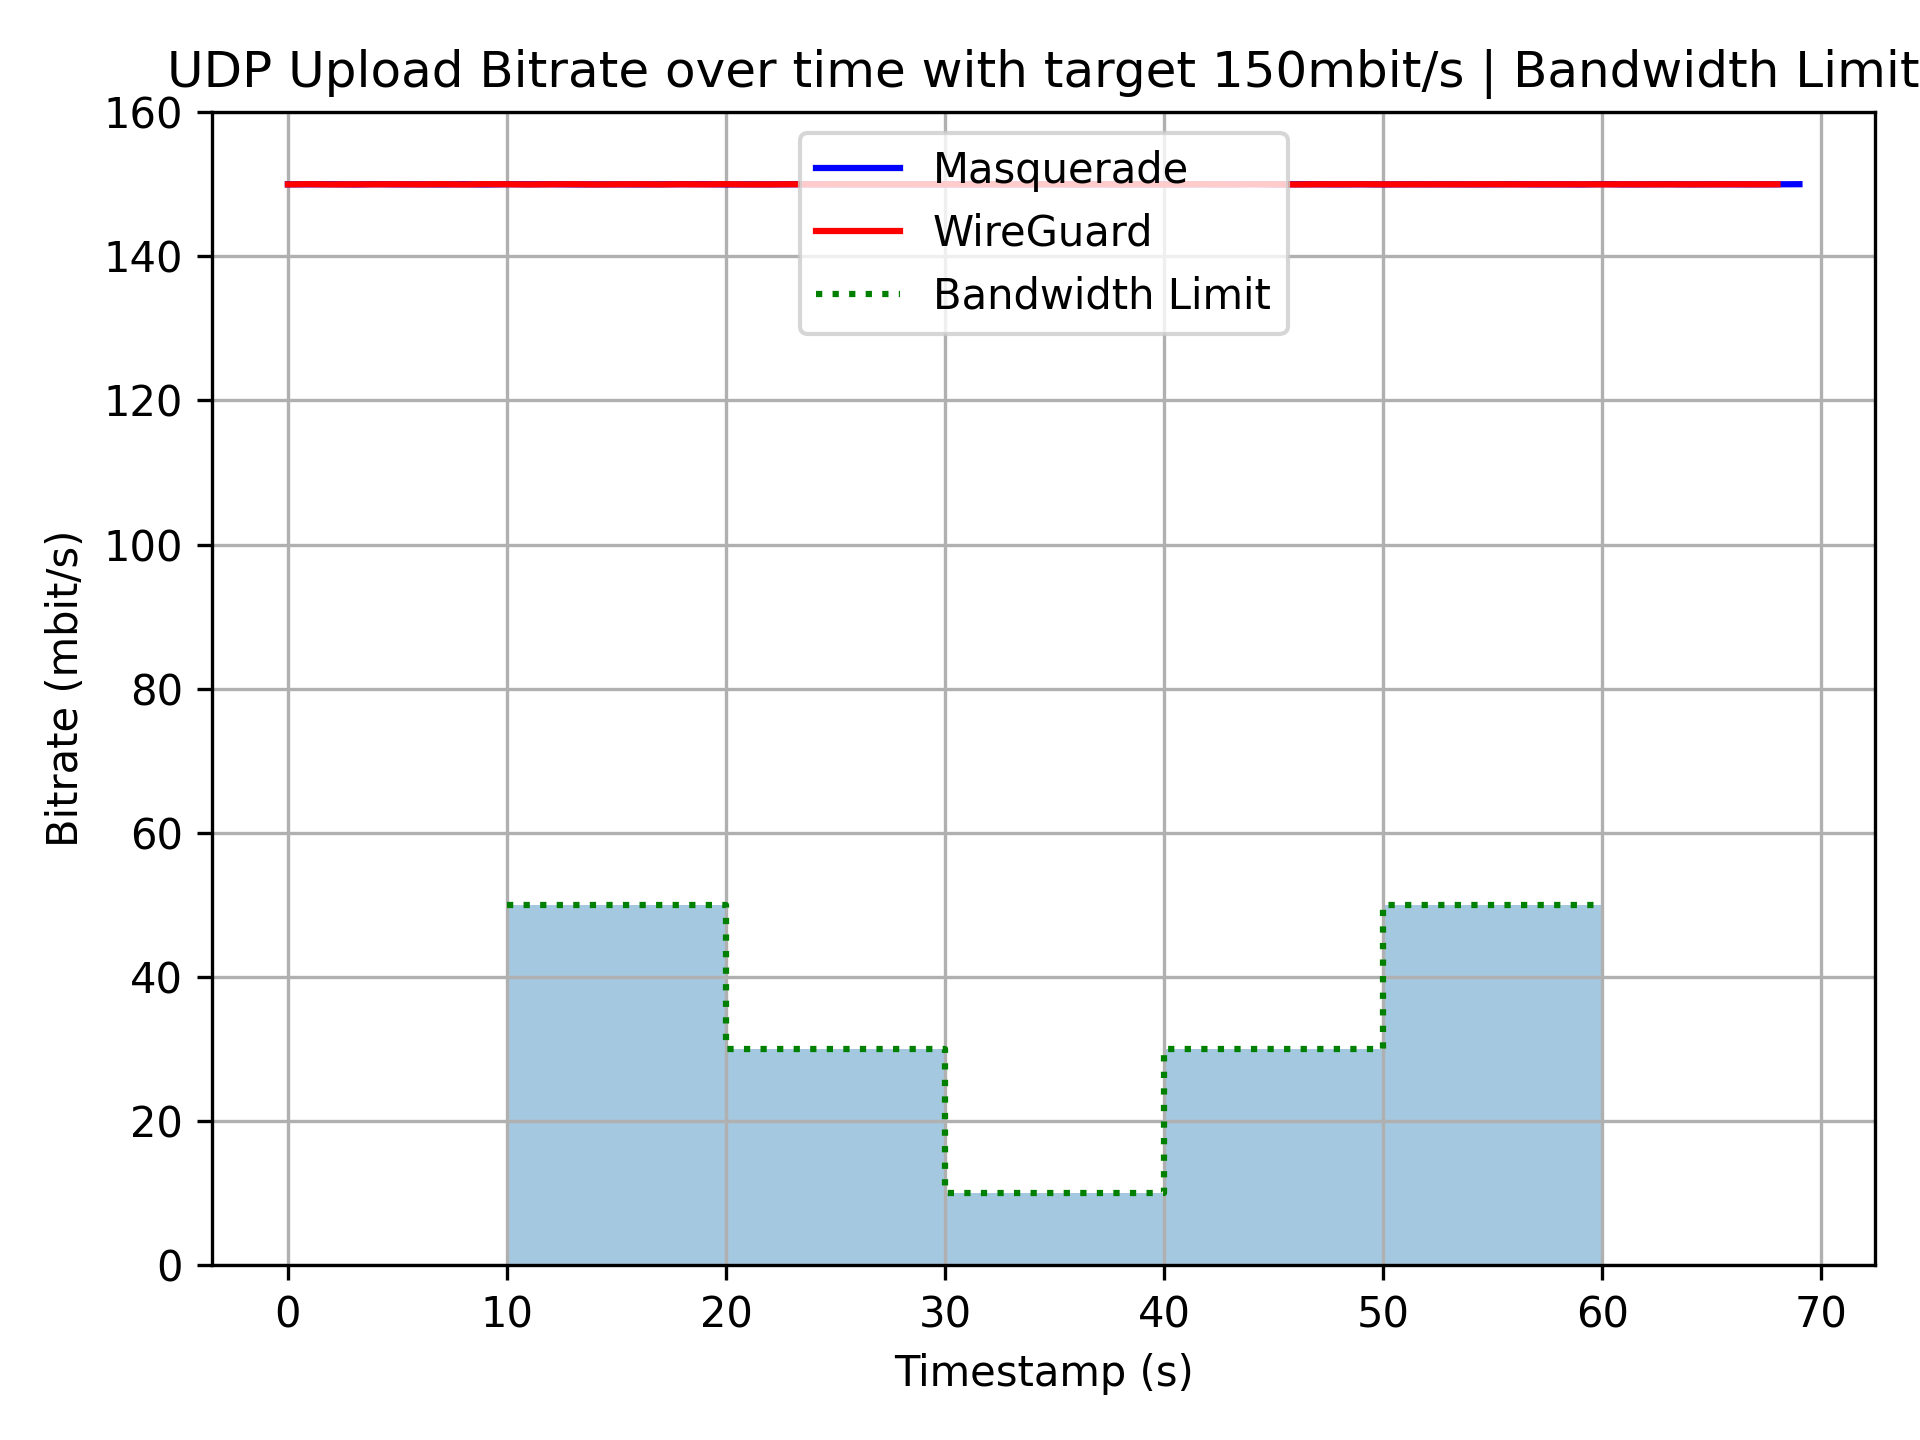 UDP Upload Bitrate over time with target 150mbit/s | Bandwidth Limit
160
140
120
100
80
60
40
20
0
Bitrate (mbit/s)
Masquerade
WireGuard
Bandwidth Limit
0 10 20 30 40 50 60 70
Timestamp (s)